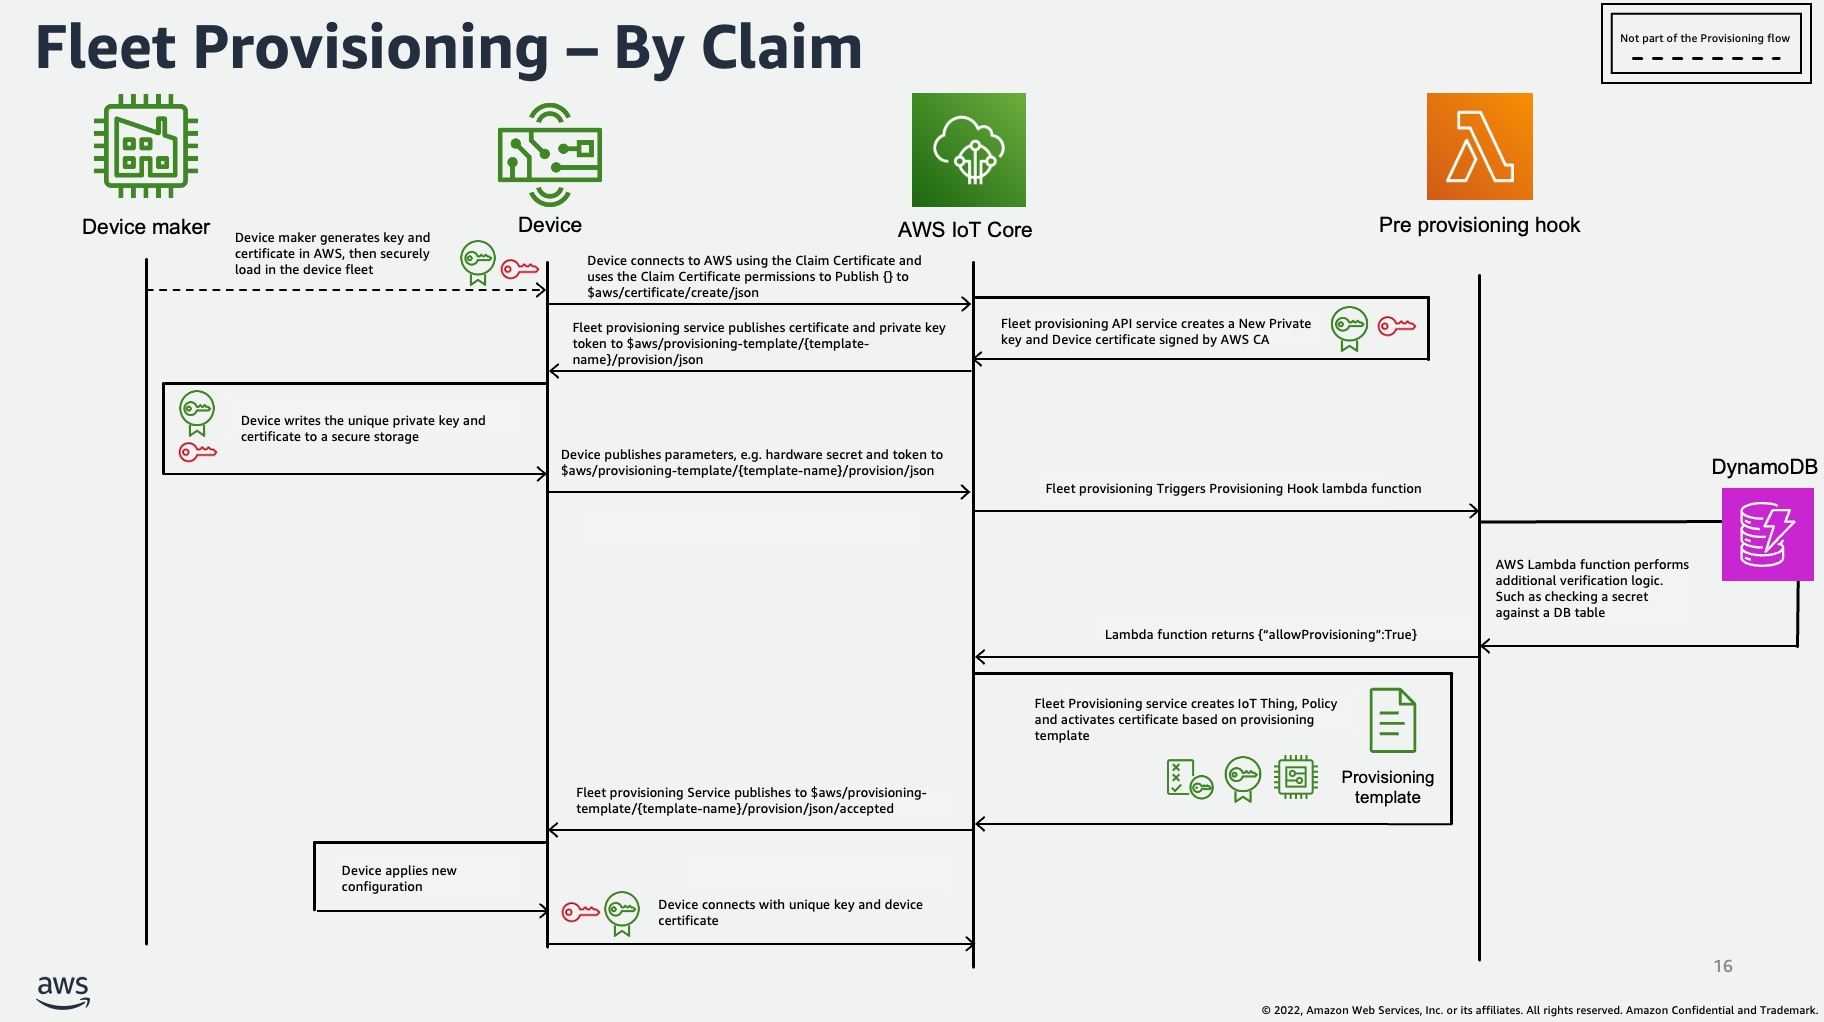 Fleet Provisioning – By Claim
Not part of the Provisioning flow
Device maker
Device
AWS IoT Core
Pre provisioning hook
Device maker generates key and
certificate in AWS, then securely
load in the device fleet
Device connects to AWS using the Claim Certificate and
uses the Claim Certificate permissions to Publish {} to
$aws/certificate/create/json
Fleet provisioning API service creates a New Private
key and Device certificate signed by AWS CA
Fleet provisioning service publishes certificate and private key
token to $aws/provisioning-template/{template-
name}/provision/json
Device writes the unique private key and
certificate to a secure storage
Device publishes parameters, e.g. hardware secret and token to
$aws/provisioning-template/{template-name}/provision/json
Fleet provisioning Triggers Provisioning Hook lambda function
DynamoDB
AWS Lambda function performs
additional verification logic.
Such as checking a secret
against a DB table
Lambda function returns {“allowProvisioning”:True}
Fleet Provisioning service creates IoT Thing, Policy
and activates certificate based on provisioning
template
Provisioning
template
Fleet provisioning Service publishes to $aws/provisioning-
template/{template-name}/provision/json/accepted
Device applies new
configuration
Device connects with unique key and device
certificate
aws
16
© 2022, Amazon Web Services, Inc. or its affiliates. All rights reserved. Amazon Confidential and Trademark.